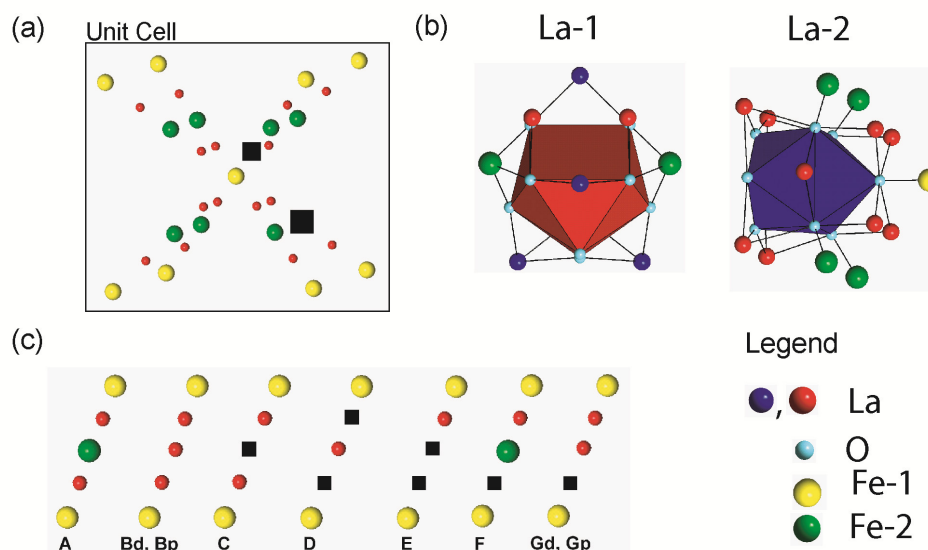 (a)
Unit Cell
(b)
La-1
La-2
(c)
A
Bd, Bp
C
D
E
F
Gd, Gp
Legend
, La
O
Fe-1
Fe-2